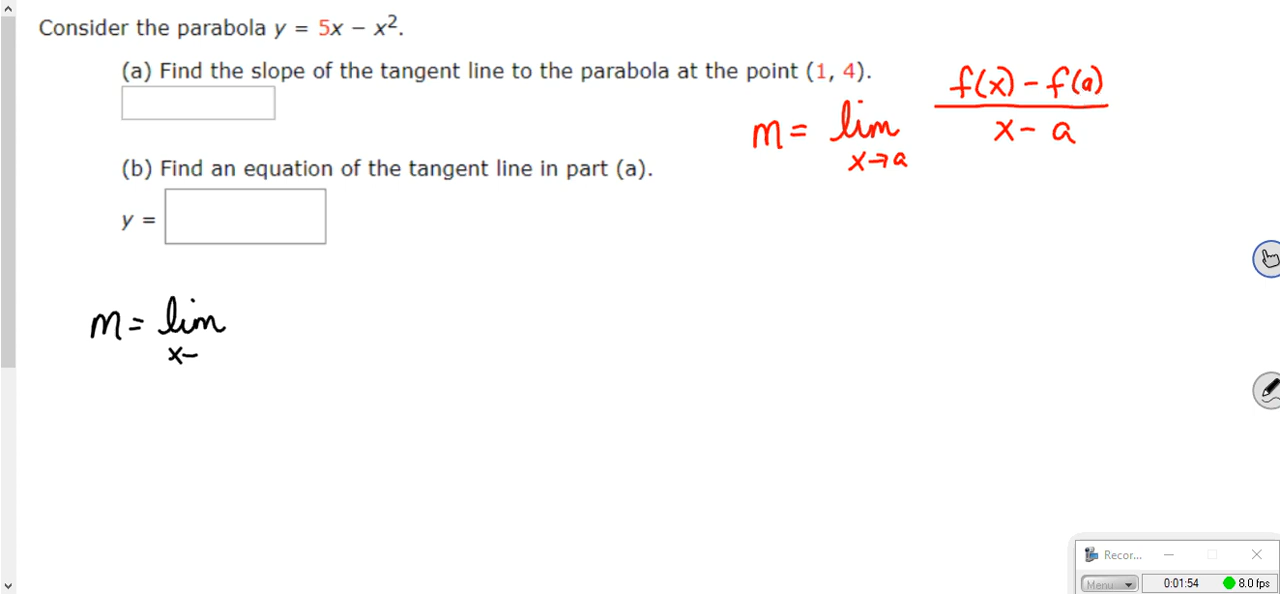 Consider the parabola y = 5x − x².
(a) Find the slope of the tangent line to the parabola at the point (1, 4).
m = lim x→a f(x) − f(a) / x − a
(b) Find an equation of the tangent line in part (a).
y =
m = lim x−
Recor...
Menu 0:01:54 8.0 fps